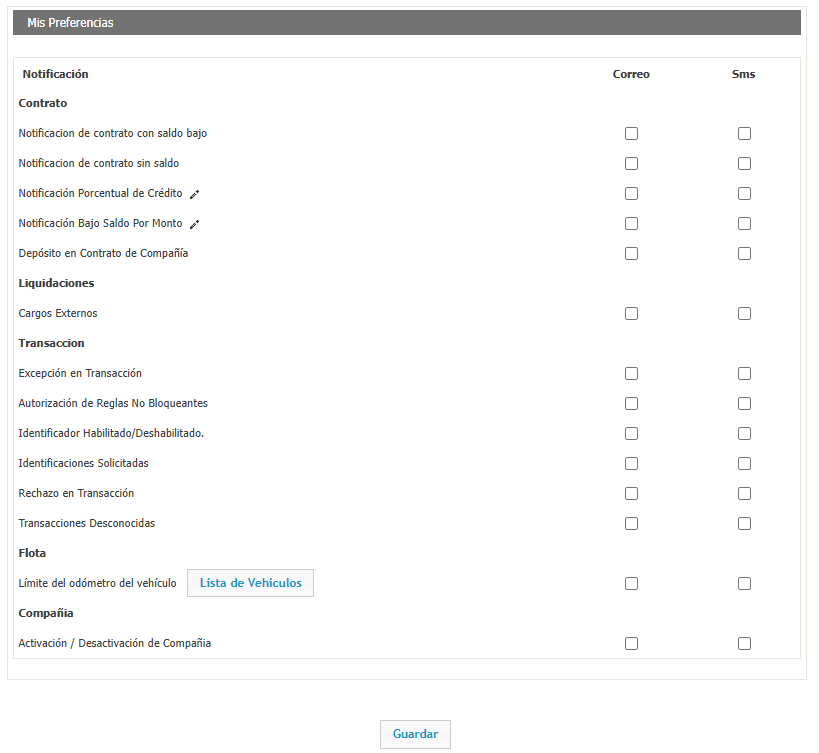 Mis Preferencias
Notificación Correo Sms
Contrato
Notificacion de contrato con saldo bajo
Notificacion de contrato sin saldo
Notificación Porcentual de Crédito
Notificación Bajo Saldo Por Monto
Depósito en Contrato de Compañía
Liquidaciones
Cargos Externos
Transaccion
Excepción en Transacción
Autorización de Reglas No Bloqueantes
Identificador Habilitado/Deshabilitado.
Identificaciones Solicitadas
Rechazo en Transacción
Transacciones Desconocidas
Flota
Límite del odómetro del vehículo Lista de Vehiculos
Compañia
Activación / Desactivación de Compañia
Guardar